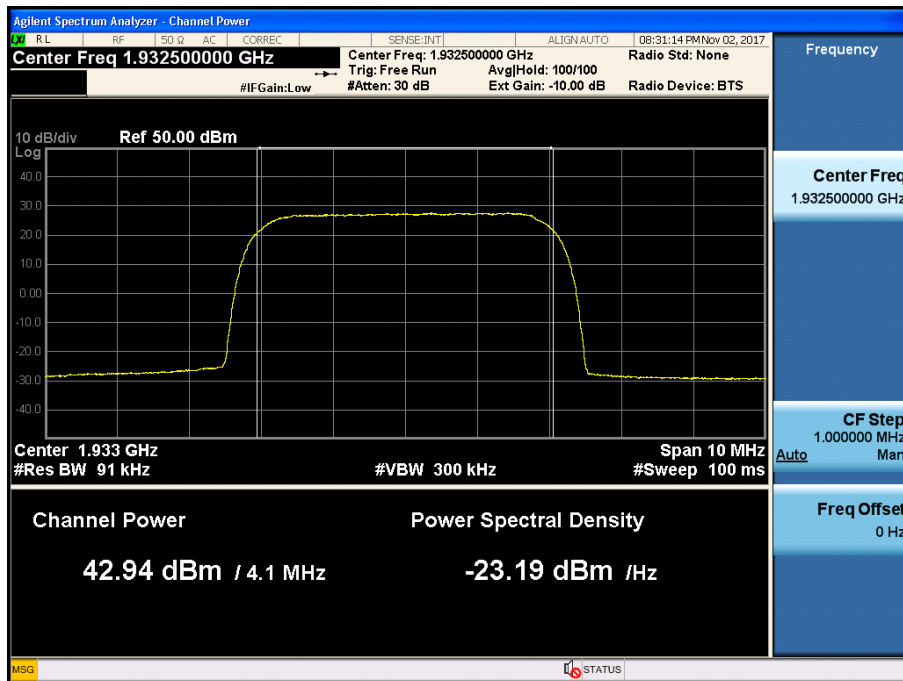 Agilent Spectrum Analyzer - Channel Power
LXI RL RF 50 Ω AC CORREC SENSE:INT ALIGN AUTO 08:31:14 PM Nov 02, 2017
Center Freq 1.932500000 GHz
Center Freq: 1.932500000 GHz Radio Std: None
Trig: Free Run Avg|Hold: 100/100
#IFGain:Low #Atten: 30 dB Ext Gain: -10.00 dB Radio Device: BTS
10 dB/div Ref 50.00 dBm
Log
40.0
30.0
20.0
10.0
0.00
-10.0
-20.0
-30.0
-40.0
Center 1.933 GHz Span 10 MHz
#Res BW 91 kHz #VBW 300 kHz #Sweep 100 ms
Channel Power Power Spectral Density
42.94 dBm / 4.1 MHz -23.19 dBm /Hz
MSG STATUS
Frequency
Center Freq
1.932500000 GHz
CF Step
1.000000 MHz
Auto Man
Freq Offset
0 Hz